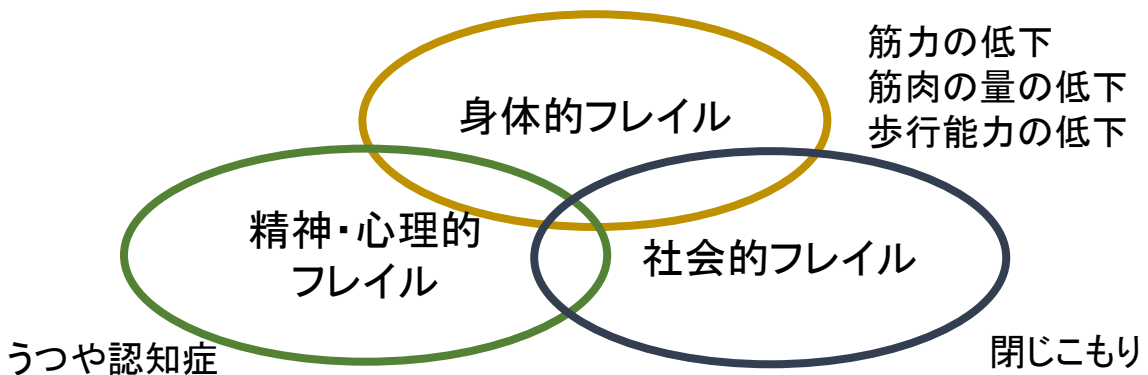 筋力の低下
筋肉の量の低下
歩行能力の低下
身体的フレイル
精神・心理的
フレイル
社会的フレイル
うつや認知症
閉じこもり